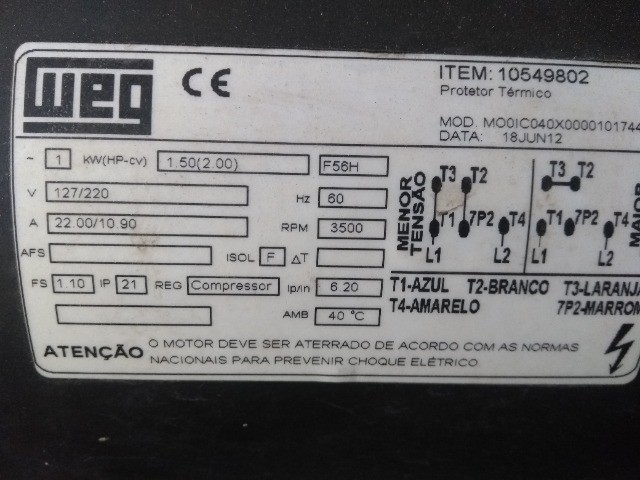 WEG CE
ITEM: 10549802
Protetor Térmico
MOD. MO0IC040X0000101744
DATA: 18JUN12
~ 1 KW(HP-cv) 1.50(2.00) F56H
V 127/220 Hz 60
A 22.00/10.90 RPM 3500
AFS ISOL F ΔT
FS 1.10 IP 21 REG Compressor Ip/In 6.20
AMB 40 °C
MENOR TENSÃO
T3 T2
T1 7P2 T4
L1 L2
T3 T2
T1 7P2 T4
L1 L2
T1-AZUL T2-BRANCO T3-LARANJA
T4-AMARELO 7P2-MARROM
ATENÇÃO O MOTOR DEVE SER ATERRADO DE ACORDO COM AS NORMAS
NACIONAIS PARA PREVENIR CHOQUE ELÉTRICO.